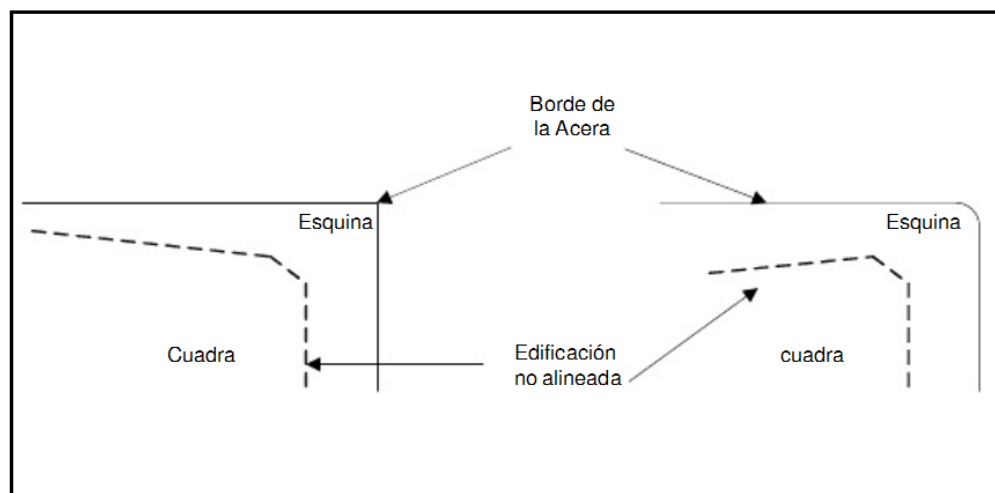 Borde de
la Acera
Esquina
Esquina
Cuadra
Edificación
no alineada
cuadra